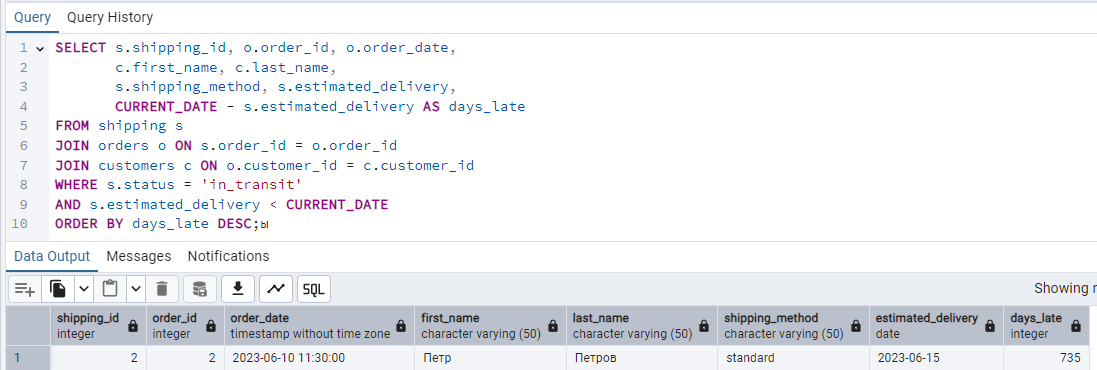 Query Query History
1 SELECT s.shipping_id, o.order_id, o.order_date,
2 c.first_name, c.last_name,
3 s.shipping_method, s.estimated_delivery,
4 CURRENT_DATE - s.estimated_delivery AS days_late
5 FROM shipping s
6 JOIN orders o ON s.order_id = o.order_id
7 JOIN customers c ON o.customer_id = c.customer_id
8 WHERE s.status = 'in_transit'
9 AND s.estimated_delivery < CURRENT_DATE
10 ORDER BY days_late DESC;ы
Data Output Messages Notifications
SQL Showing
shipping_id order_id order_date first_name last_name shipping_method estimated_delivery days_late
integer integer timestamp without time zone character varying (50) character varying (50) character varying (50) date integer
1 2 2 2023-06-10 11:30:00 Петр Петров standard 2023-06-15 735